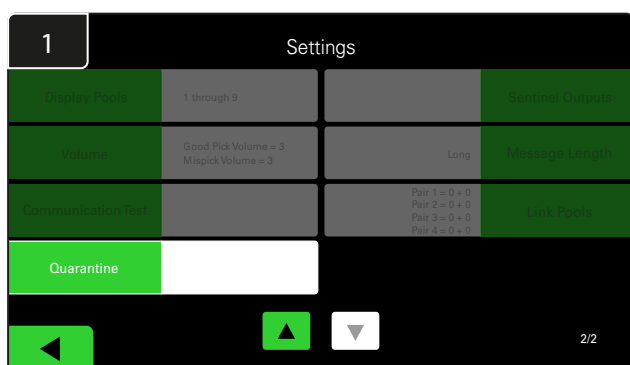 1
Settings
Display Pools
1 through 9
Sentinel Outputs
Volume
Good Pick Volume = 3
Mispick Volume = 3
Long
Message Length
Communication Test
Pair 1 = 0 + 0
Pair 2 = 0 + 0
Pair 3 = 0 + 0
Pair 4 = 0 + 0
Link Pools
Quarantine
2/2